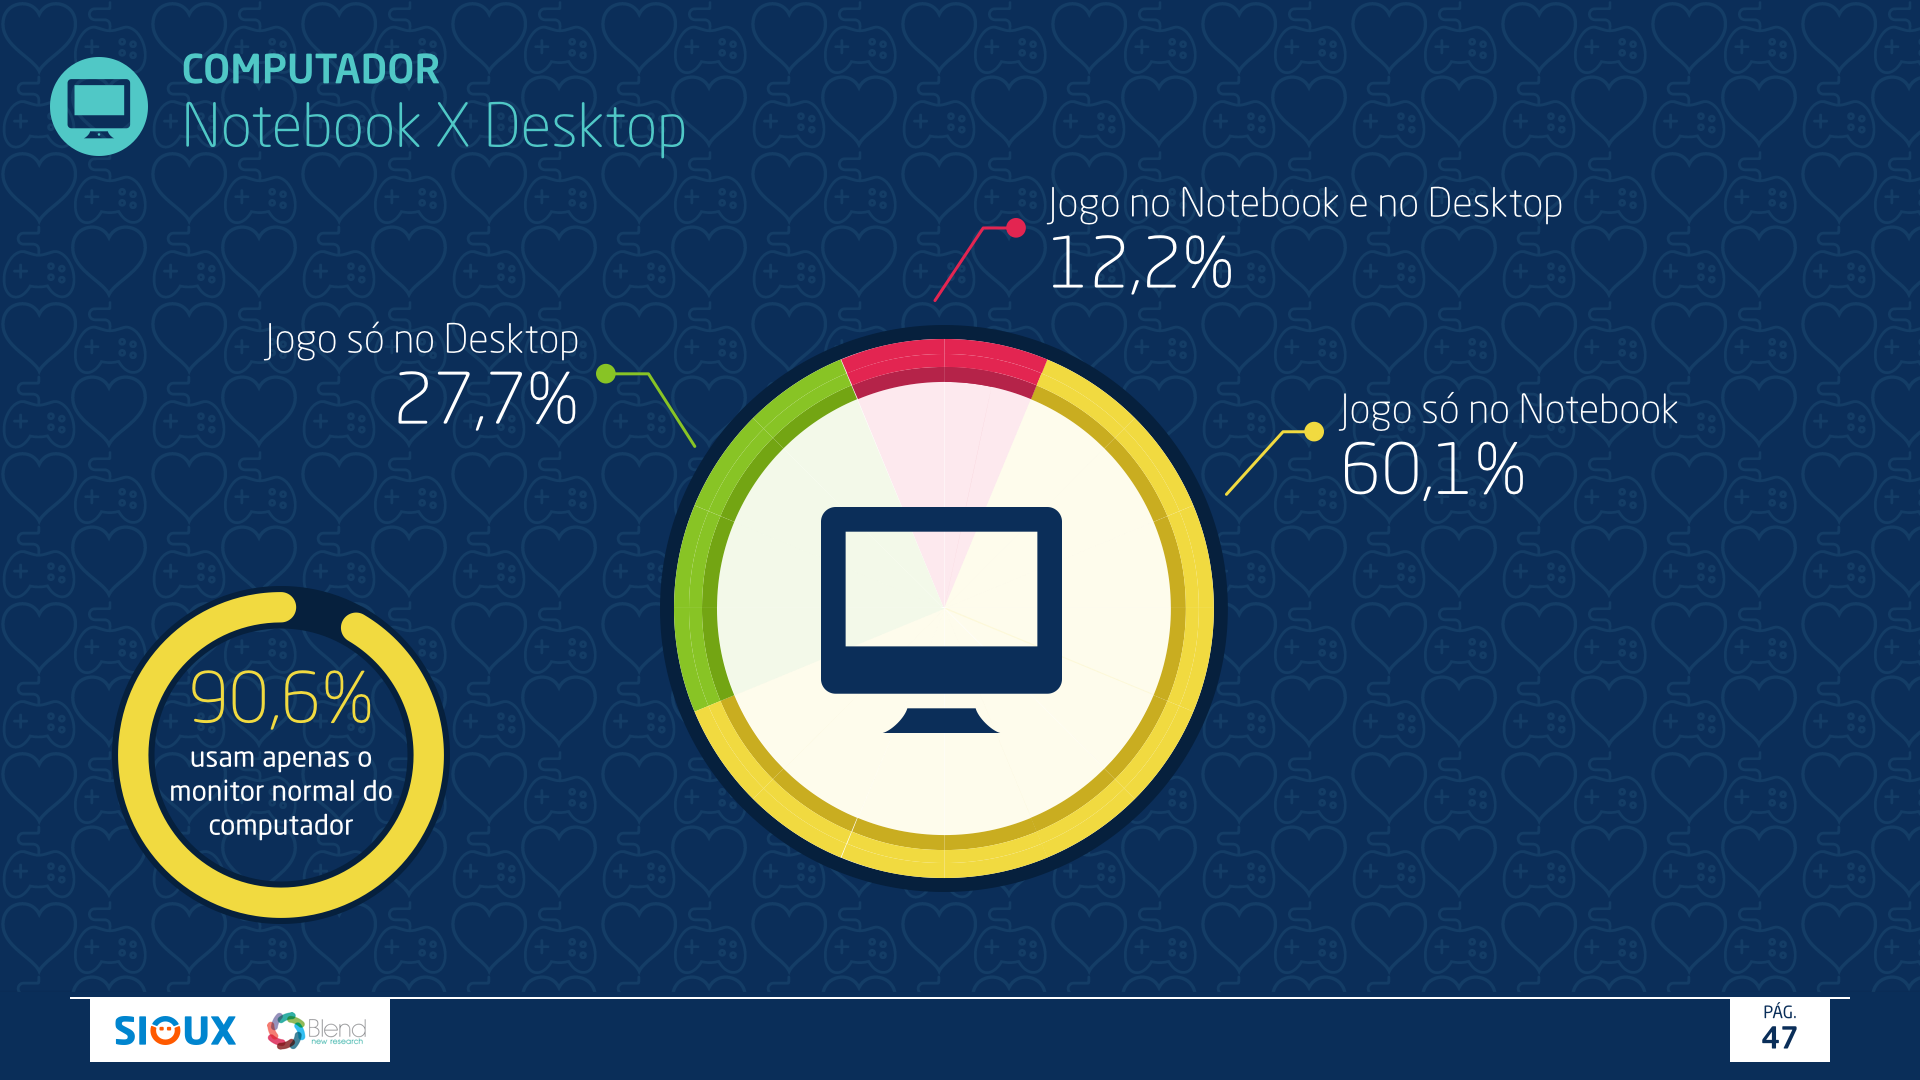 COMPUTADOR
Notebook X Desktop
Jogo no Notebook e no Desktop
12,2%
Jogo só no Desktop
27,7%
Jogo só no Notebook
60,1%
90,6%
usam apenas o
monitor normal do
computador
SIOUX
Blend
new research
PÁG.
47